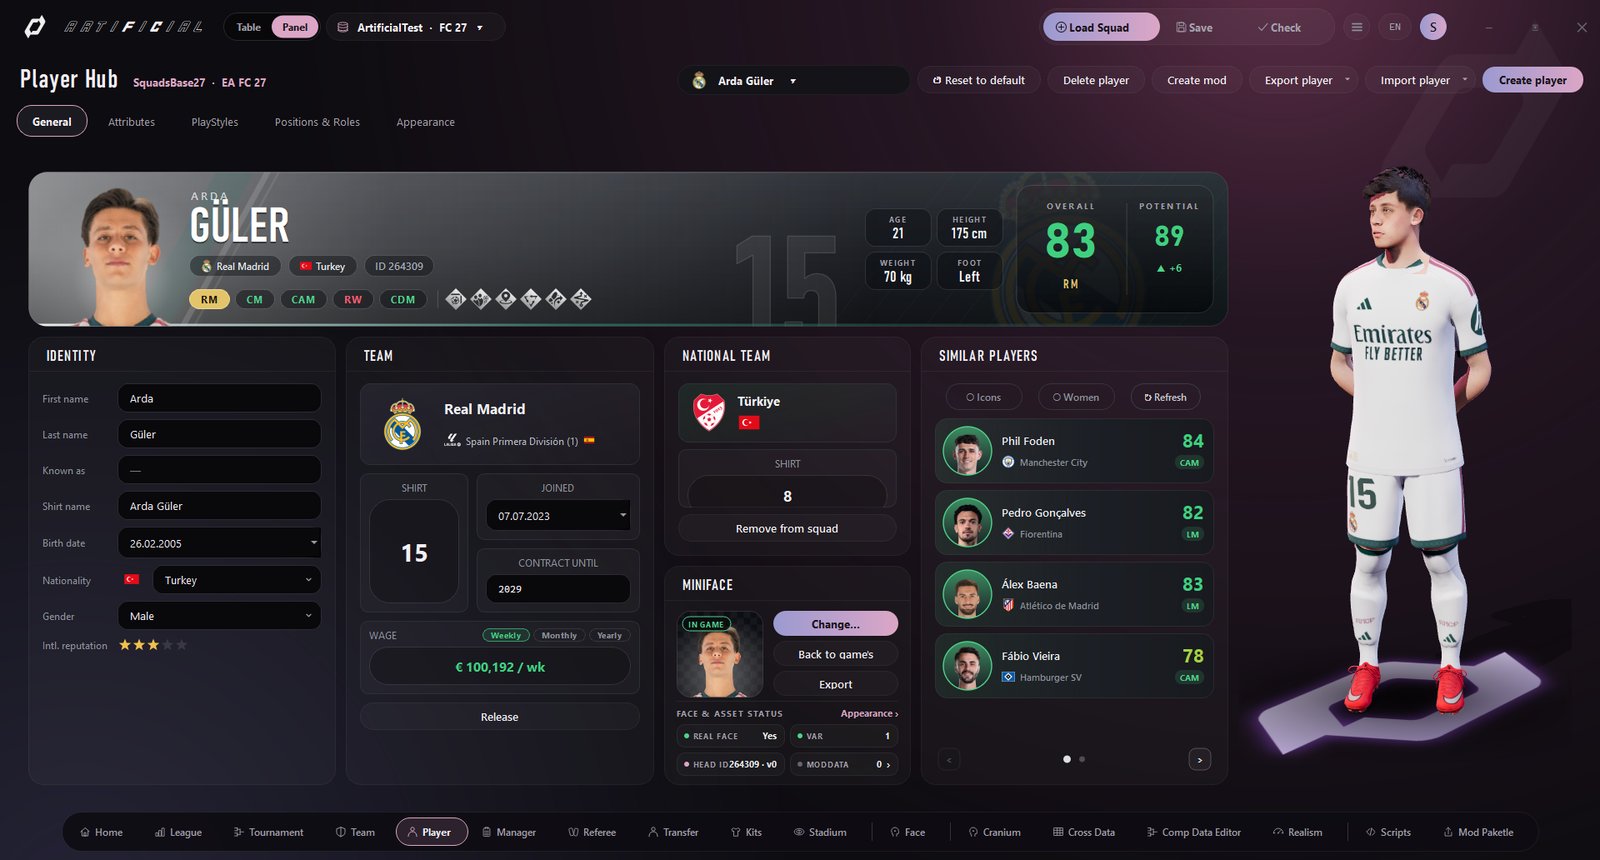 ARTIFICIAL
Table
Panel
ArtificialTest · FC 27
Load Squad
Save
Check
EN
S
Player Hub
SquadsBase27 · EA FC 27
Arda Güler
Reset to default
Delete player
Create mod
Export player
Import player
Create player
General
Attributes
PlayStyles
Positions & Roles
Appearance
ARDA
GÜLER
Real Madrid
Turkey
ID 264309
RM
CM
CAM
RW
CDM
15
AGE
21
HEIGHT
175 cm
WEIGHT
70 kg
FOOT
Left
OVERALL
83
RM
POTENTIAL
89
▲ +6
IDENTITY
First name
Arda
Last name
Güler
Known as
—
Shirt name
Arda Güler
Birth date
26.02.2005
Nationality
Turkey
Gender
Male
Intl. reputation
TEAM
Real Madrid
Spain Primera División (1)
SHIRT
15
JOINED
07.07.2023
CONTRACT UNTIL
2029
WAGE
Weekly
Monthly
Yearly
€ 100,192 / wk
Release
NATIONAL TEAM
Türkiye
SHIRT
8
Remove from squad
MINIFACE
IN GAME
Change...
Back to game's
Export
FACE & ASSET STATUS
Appearance ›
REAL FACE
Yes
VAR
1
HEAD ID
264309 · v0
MODDATA
0 ›
SIMILAR PLAYERS
Icons
Women
Refresh
Phil Foden
Manchester City
84
CAM
Pedro Gonçalves
Fiorentina
82
LM
Álex Baena
Atlético de Madrid
83
LM
Fábio Vieira
Hamburger SV
78
CAM
<
>
Emirates
FLY BETTER
15
Home
League
Tournament
Team
Player
Manager
Referee
Transfer
Kits
Stadium
Face
Cranium
Cross Data
Comp Data Editor
Realism
Scripts
Mod Paketle